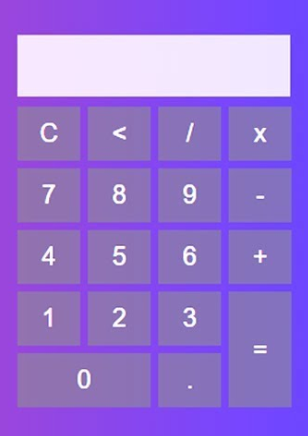 C < / x
7 8 9 -
4 5 6 +
1 2 3
=
0 .